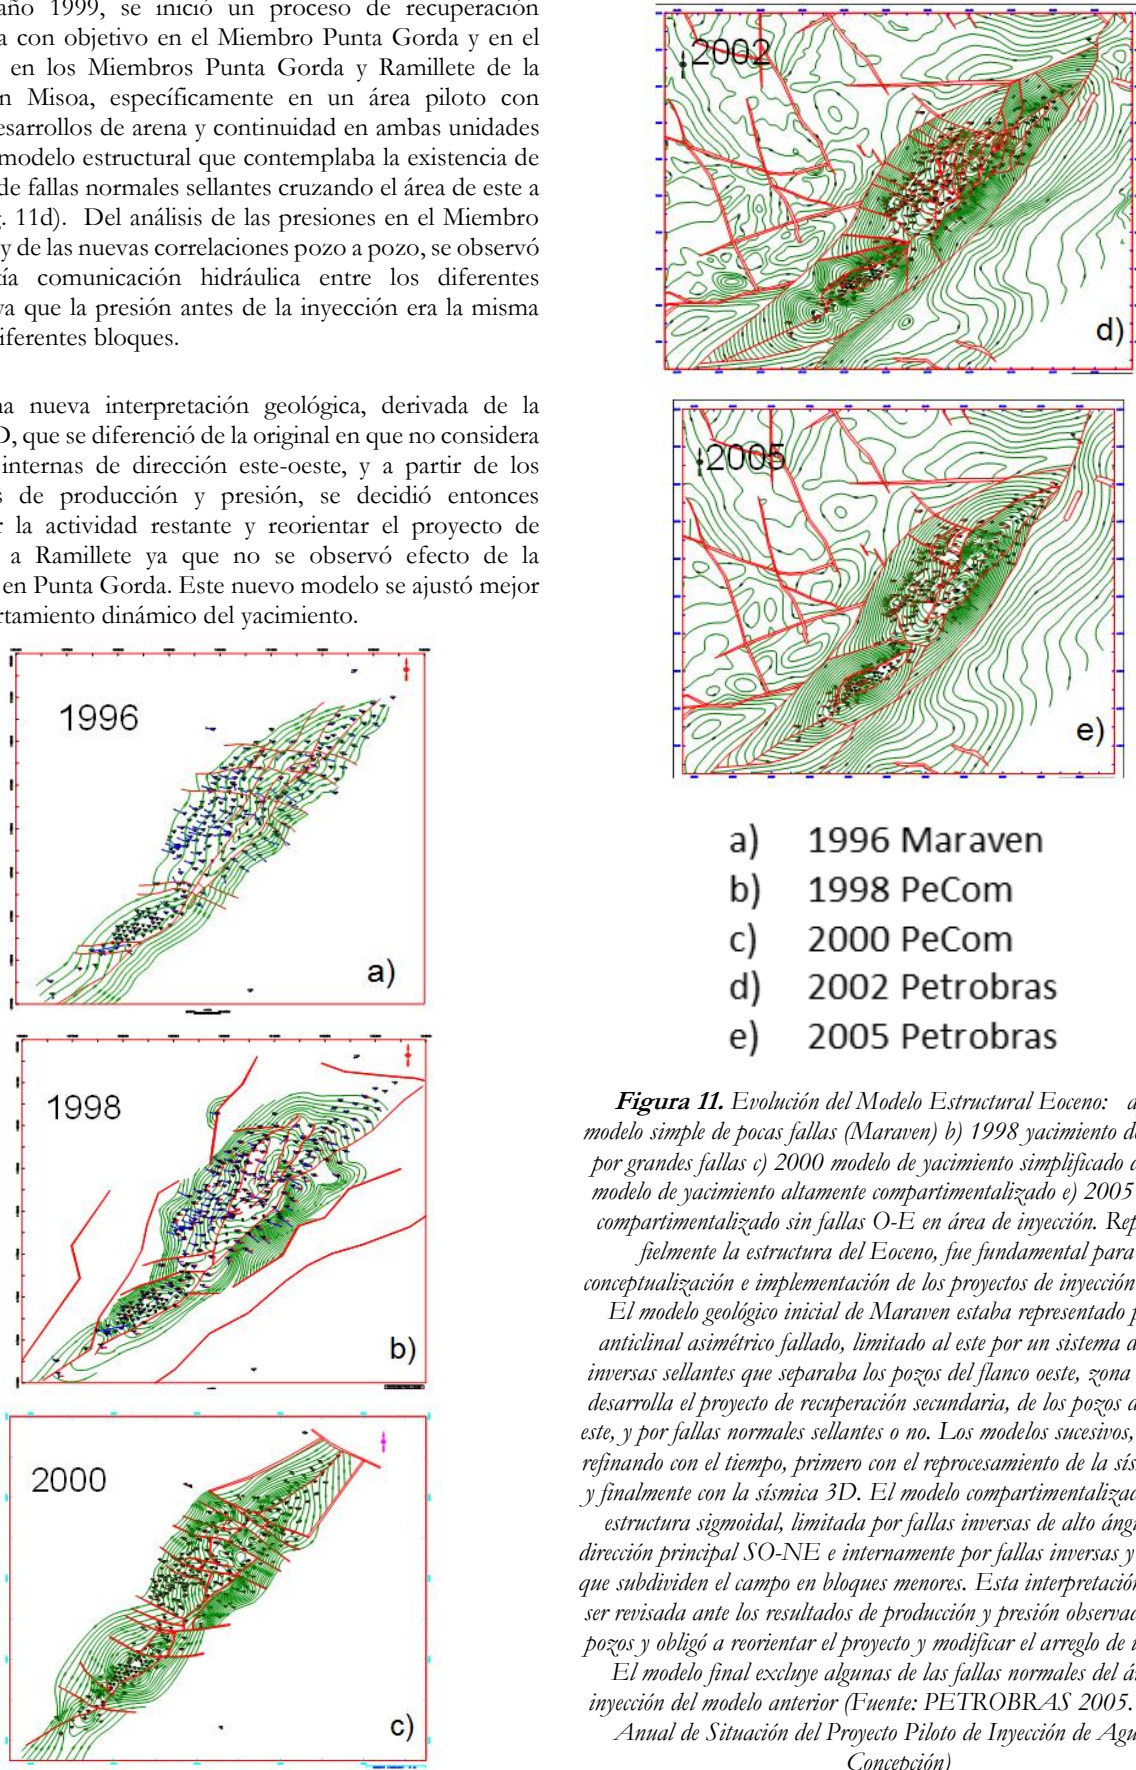 año 1999, se inició un proceso de recuperación
a con objetivo en el Miembro Punta Gorda y en el
en los Miembros Punta Gorda y Ramillete de la
n Misoa, específicamente en un área piloto con
esarrollos de arena y continuidad en ambas unidades
modelo estructural que contemplaba la existencia de
de fallas normales sellantes cruzando el área de este a
g. 11d). Del análisis de las presiones en el Miembro
y de las nuevas correlaciones pozo a pozo, se observó
ía comunicación hidráulica entre los diferentes
ya que la presión antes de la inyección era la misma
iferentes bloques.
na nueva interpretación geológica, derivada de la
D, que se diferenció de la original en que no considera
internas de dirección este-oeste, y a partir de los
s de producción y presión, se decidió entonces
r la actividad restante y reorientar el proyecto de
a Ramillete ya que no se observó efecto de la
en Punta Gorda. Este nuevo modelo se ajustó mejor
rtamiento dinámico del yacimiento.
1996
a)
1998
b)
2000
c)
2002
d)
2005
e)
a) 1996 Maraven
b) 1998 PeCom
c) 2000 PeCom
d) 2002 Petrobras
e) 2005 Petrobras
Figura 11. Evolución del Modelo Estructural Eoceno: a
modelo simple de pocas fallas (Maraven) b) 1998 yacimiento de
por grandes fallas c) 2000 modelo de yacimiento simplificado d
modelo de yacimiento altamente compartimentalizado e) 2005
compartimentalizado sin fallas O-E en área de inyección. Rep
fielmente la estructura del Eoceno, fue fundamental para
conceptualización e implementación de los proyectos de inyección
El modelo geológico inicial de Maraven estaba representado p
anticlinal asimétrico fallado, limitado al este por un sistema d
inversas sellantes que separaba los pozos del flanco oeste, zona
desarrolla el proyecto de recuperación secundaria, de los pozos d
este, y por fallas normales sellantes o no. Los modelos sucesivos,
refinando con el tiempo, primero con el reprocesamiento de la sís
y finalmente con la sísmica 3D. El modelo compartimentalizad
estructura sigmoidal, limitada por fallas inversas de alto áng
dirección principal SO-NE e internamente por fallas inversas y
que subdividen el campo en bloques menores. Esta interpretación
ser revisada ante los resultados de producción y presión observad
pozos y obligó a reorientar el proyecto y modificar el arreglo de i
El modelo final excluye algunas de las fallas normales del ár
inyección del modelo anterior (Fuente: PETROBRAS 2005.
Anual de Situación del Proyecto Piloto de Inyección de Agu
Concepción)